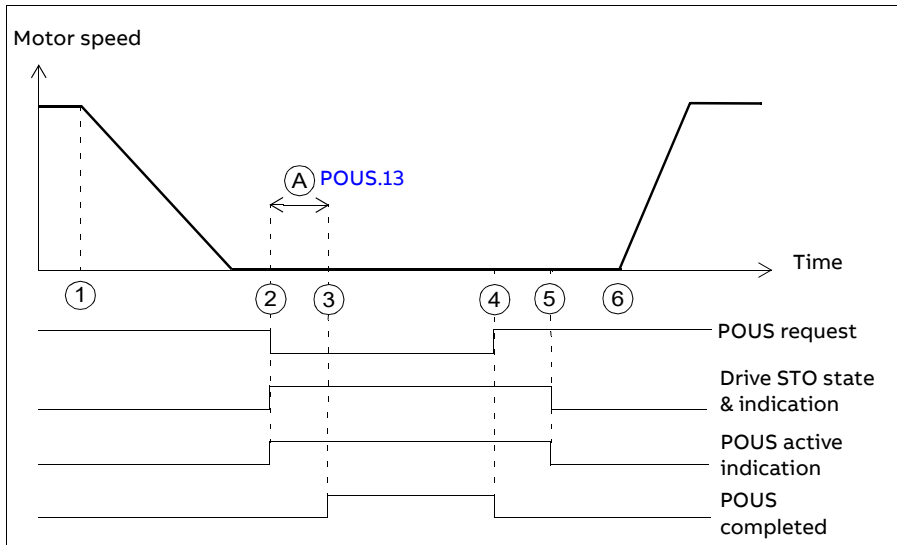 Motor speed
A POUS.13
Time
1 2 3 4 5 6
POUS request
Drive STO state
& indication
POUS active
indication
POUS
completed